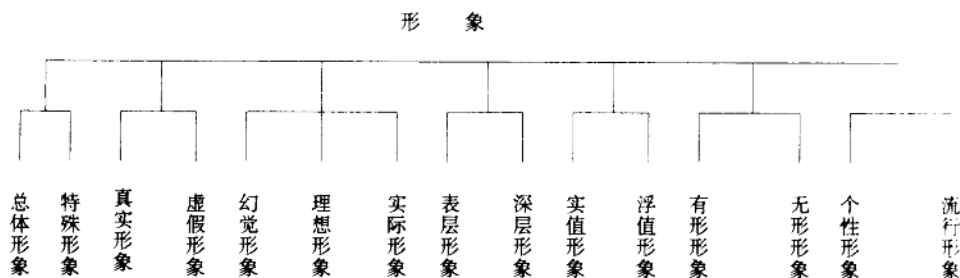 形 象
总体形象
特殊形象
真实形象
虚假形象
幻觉形象
理想形象
实际形象
表层形象
深层形象
实值形象
浮值形象
有形形象
无形形象
个性形象
流行形象